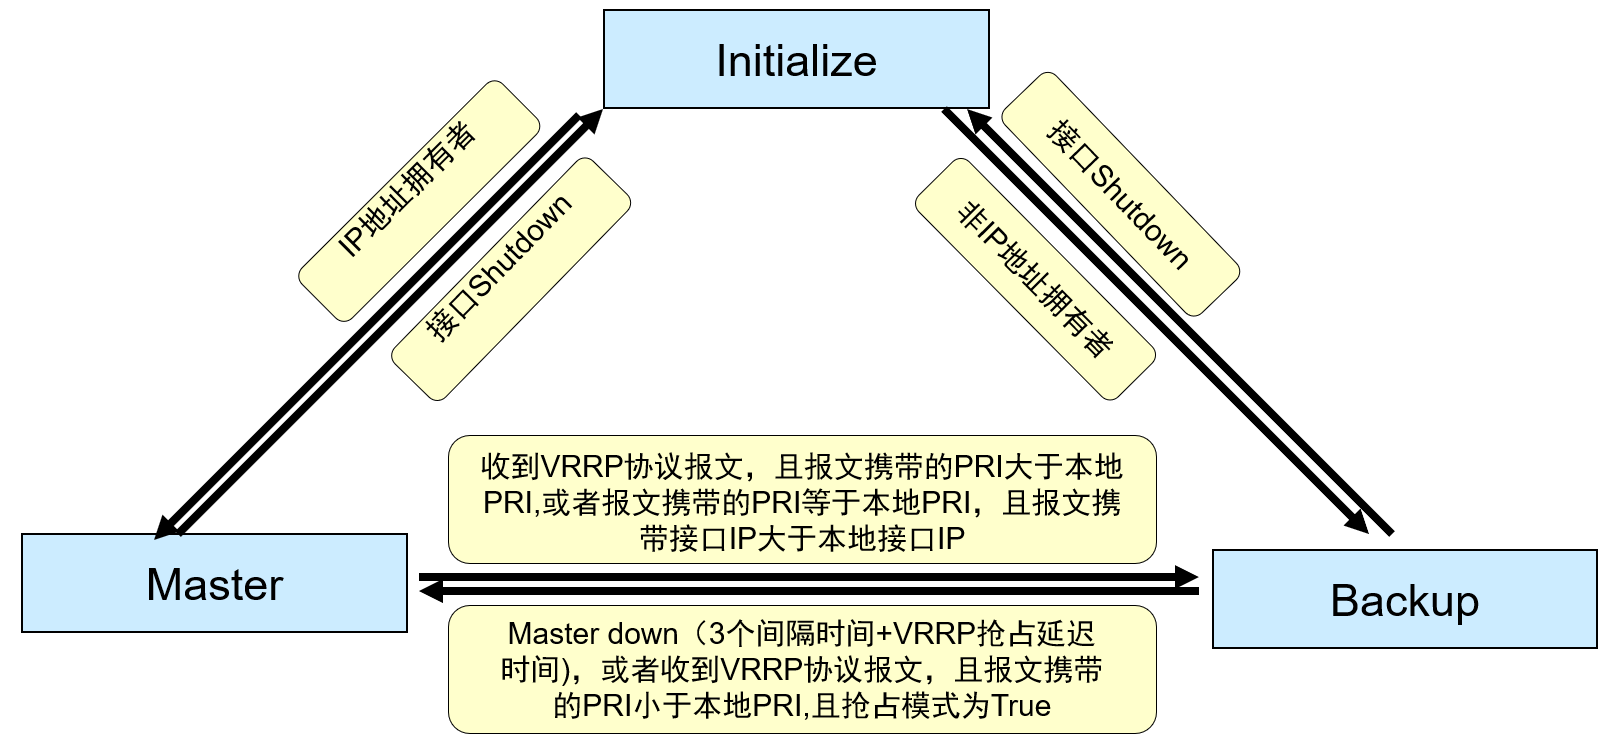 Initialize
IP地址拥有者
接口Shutdown
接口Shutdown
非IP地址拥有者
收到VRRP协议报文，且报文携带的PRI大于本地
PRI,或者报文携带的PRI等于本地PRI，且报文携
带接口IP大于本地接口IP
Master
Backup
Master down（3个间隔时间+VRRP抢占延迟
时间)，或者收到VRRP协议报文，且报文携带
的PRI小于本地PRI,且抢占模式为True